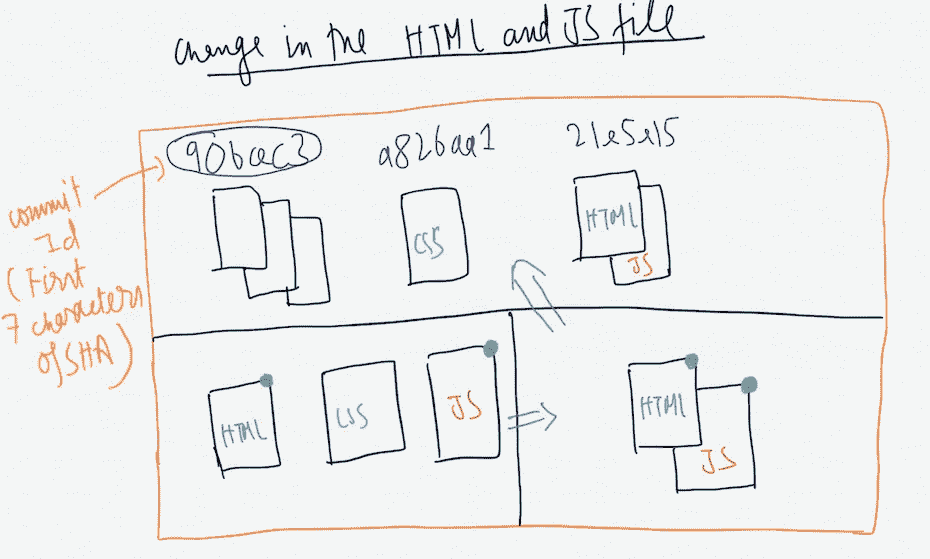 change in the HTML and JS file
90bcec3 a826aa1 21e5e15
commit
Id
(First
7 characters
of SHA)
CSS HTML
JS
HTML CSS JS HTML
JS